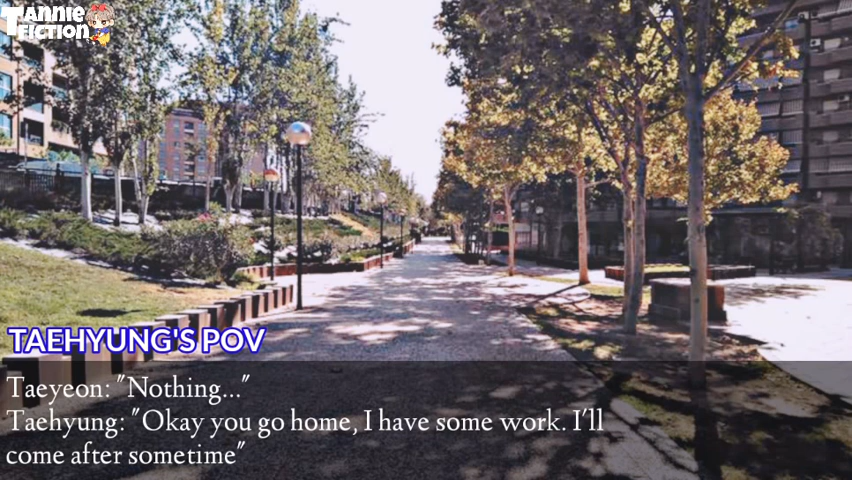 TANNIE
FICTION
TAEHYUNG'S POV
Taeyeon: "Nothing..."
Taehyung: "Okay you go home, I have some work. I'll
come after sometime"